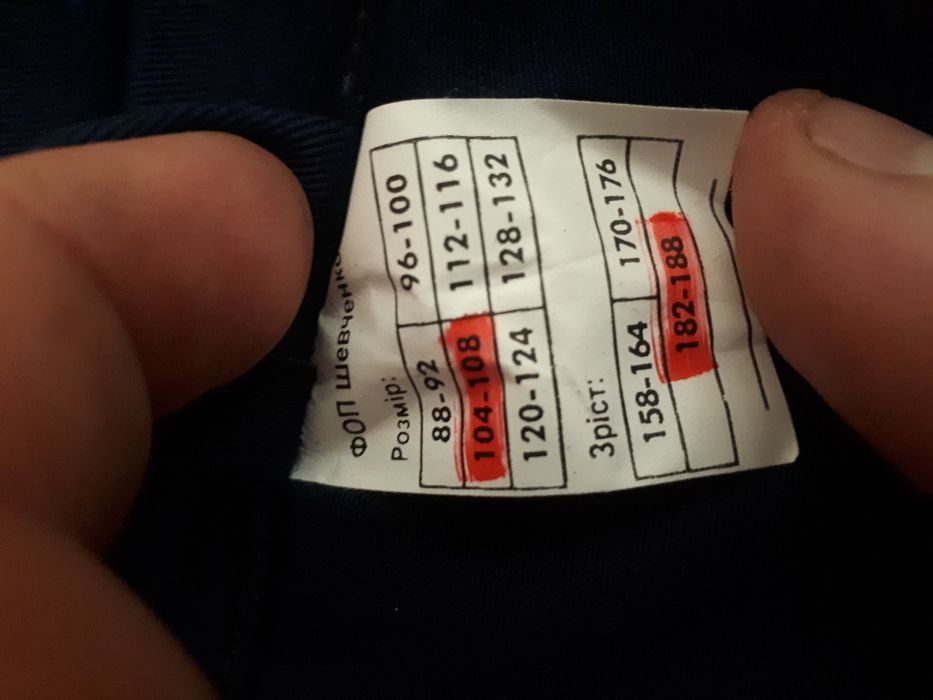 ФОП Шевченко
Розмір:
88-92 96-100
104-108 112-116
120-124 128-132
Зріст:
158-164 170-176
182-188